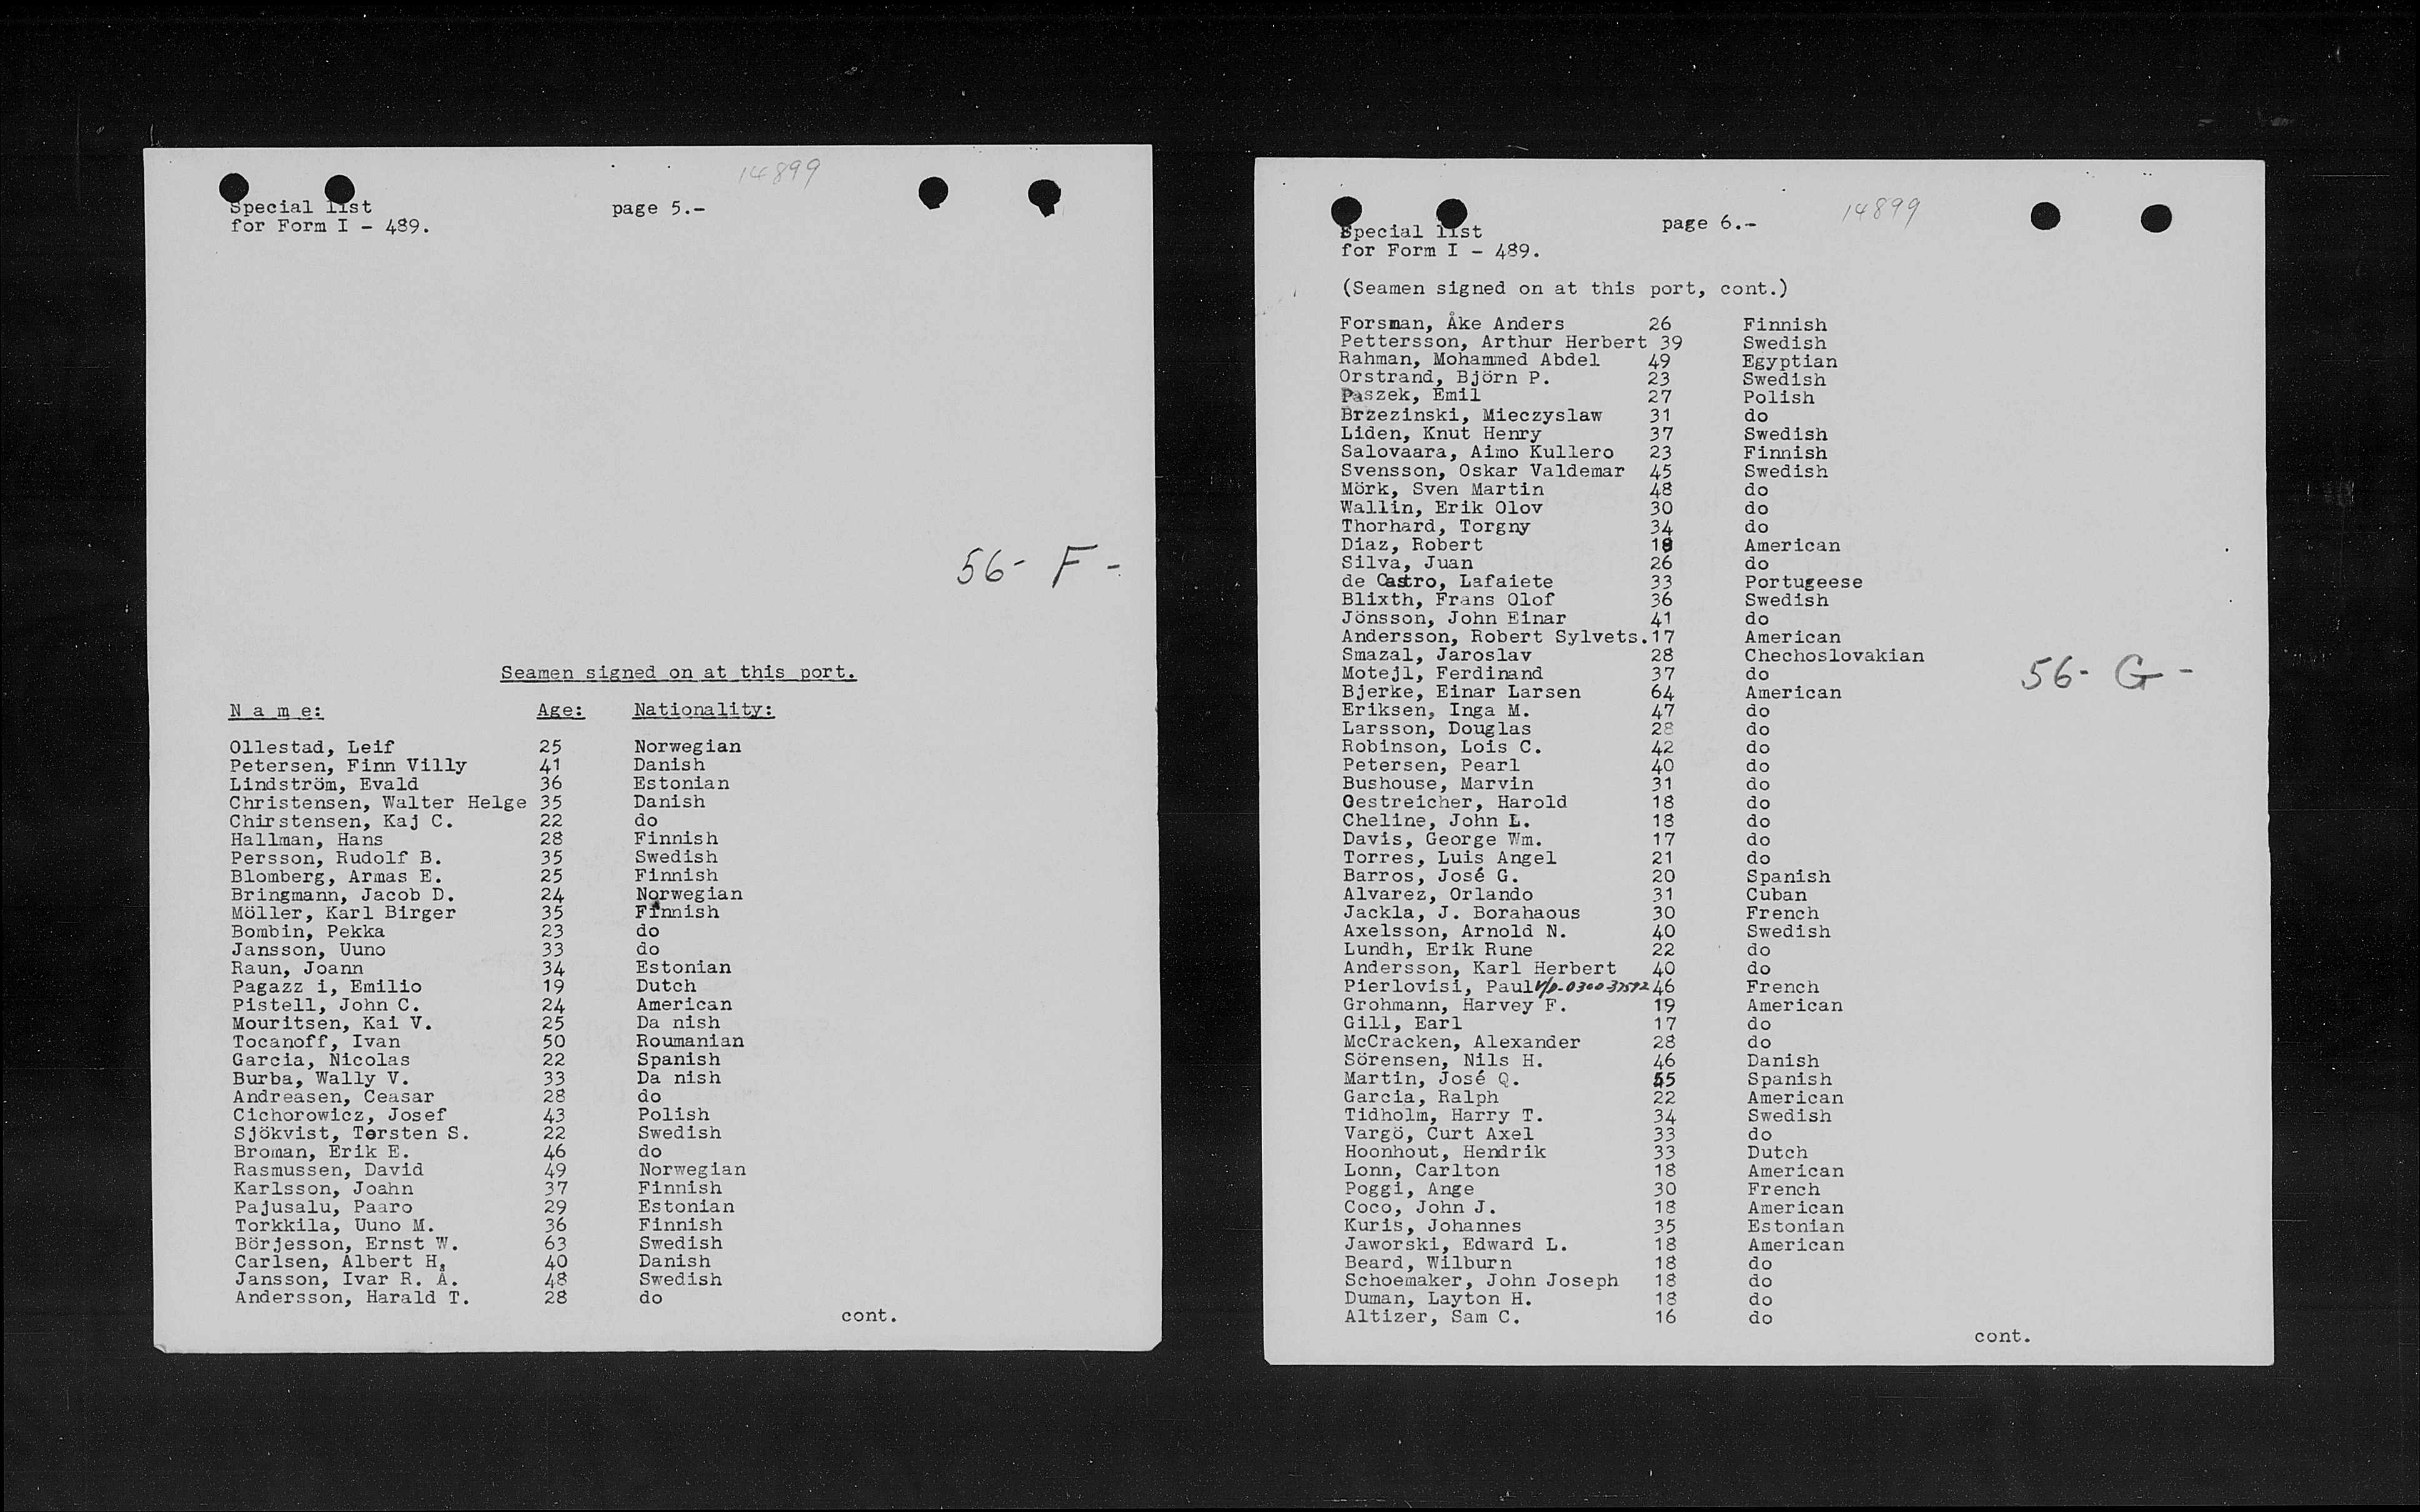 14899
Special list page 5.-
for Form I - 489.
56- F -
Seamen signed on at this port.
N a m e: Age: Nationality:
Ollestad, Leif 25 Norwegian
Petersen, Finn Villy 41 Danish
Lindström, Evald 36 Estonian
Christensen, Walter Helge 35 Danish
Chirstensen, Kaj C. 22 do
Hallman, Hans 28 Finnish
Persson, Rudolf B. 35 Swedish
Blomberg, Armas E. 25 Finnish
Bringmann, Jacob D. 24 Norwegian
Möller, Karl Birger 35 Finnish
Bombin, Pekka 23 do
Jansson, Uuno 33 do
Raun, Joann 34 Estonian
Pagazz i, Emilio 19 Dutch
Pistell, John C. 24 American
Mouritsen, Kai V. 25 Da nish
Tocanoff, Ivan 50 Roumanian
Garcia, Nicolas 22 Spanish
Burba, Wally V. 33 Da nish
Andreasen, Ceasar 28 do
Cichorowicz, Josef 43 Polish
Sjökvist, Torsten S. 22 Swedish
Broman, Erik E. 46 do
Rasmussen, David 49 Norwegian
Karlsson, Joahn 37 Finnish
Pajusalu, Paaro 29 Estonian
Torkkila, Uuno M. 36 Finnish
Börjesson, Ernst W. 63 Swedish
Carlsen, Albert H. 40 Danish
Jansson, Ivar R. A. 48 Swedish
Andersson, Harald T. 28 do
cont.
14899
Special list page 6.-
for Form I - 489.
(Seamen signed on at this port, cont.)
Forsman, Åke Anders 26 Finnish
Pettersson, Arthur Herbert 39 Swedish
Rahman, Mohammed Abdel 49 Egyptian
Orstrand, Björn P. 23 Swedish
Paszek, Emil 27 Polish
Brzezinski, Mieczyslaw 31 do
Liden, Knut Henry 37 Swedish
Salovaara, Aimo Kullero 23 Finnish
Svensson, Oskar Valdemar 45 Swedish
Mörk, Sven Martin 48 do
Wallin, Erik Olov 30 do
Thorhard, Torgny 34 do
Diaz, Robert 18 American
Silva, Juan 26 do
de Castro, Lafaiete 33 Portugeese
Blixth, Frans Olof 36 Swedish
Jönsson, John Einar 41 do
Andersson, Robert Sylvets. 17 American
Smazal, Jaroslav 28 Chechoslovakian
Motejl, Ferdinand 37 do
56- G -
Bjerke, Einar Larsen 64 American
Eriksen, Inga M. 47 do
Larsson, Douglas 28 do
Robinson, Lois C. 42 do
Petersen, Pearl 40 do
Bushouse, Marvin 31 do
Oestreicher, Harold 18 do
Cheline, John L. 18 do
Davis, George Wm. 17 do
Torres, Luis Angel 21 do
Barros, José G. 20 Spanish
Alvarez, Orlando 31 Cuban
Jackla, J. Borahaous 30 French
Axelsson, Arnold N. 40 Swedish
Lundh, Erik Rune 22 do
Andersson, Karl Herbert 40 do
Pierlovisi, Paul 46 French
Grohmann, Harvey F. 19 American
Gill, Earl 17 do
McCracken, Alexander 28 do
Sörensen, Nils H. 46 Danish
Martin, José Q. 55 Spanish
Garcia, Ralph 22 American
Tidholm, Harry T. 34 Swedish
Vargö, Curt Axel 33 do
Hoonhout, Hendrik 33 Dutch
Lonn, Carlton 18 American
Poggi, Ange 30 French
Coco, John J. 18 American
Kuris, Johannes 35 Estonian
Jaworski, Edward L. 18 American
Beard, Wilburn 18 do
Schoemaker, John Joseph 18 do
Duman, Layton H. 18 do
Altizer, Sam C. 16 do
cont.